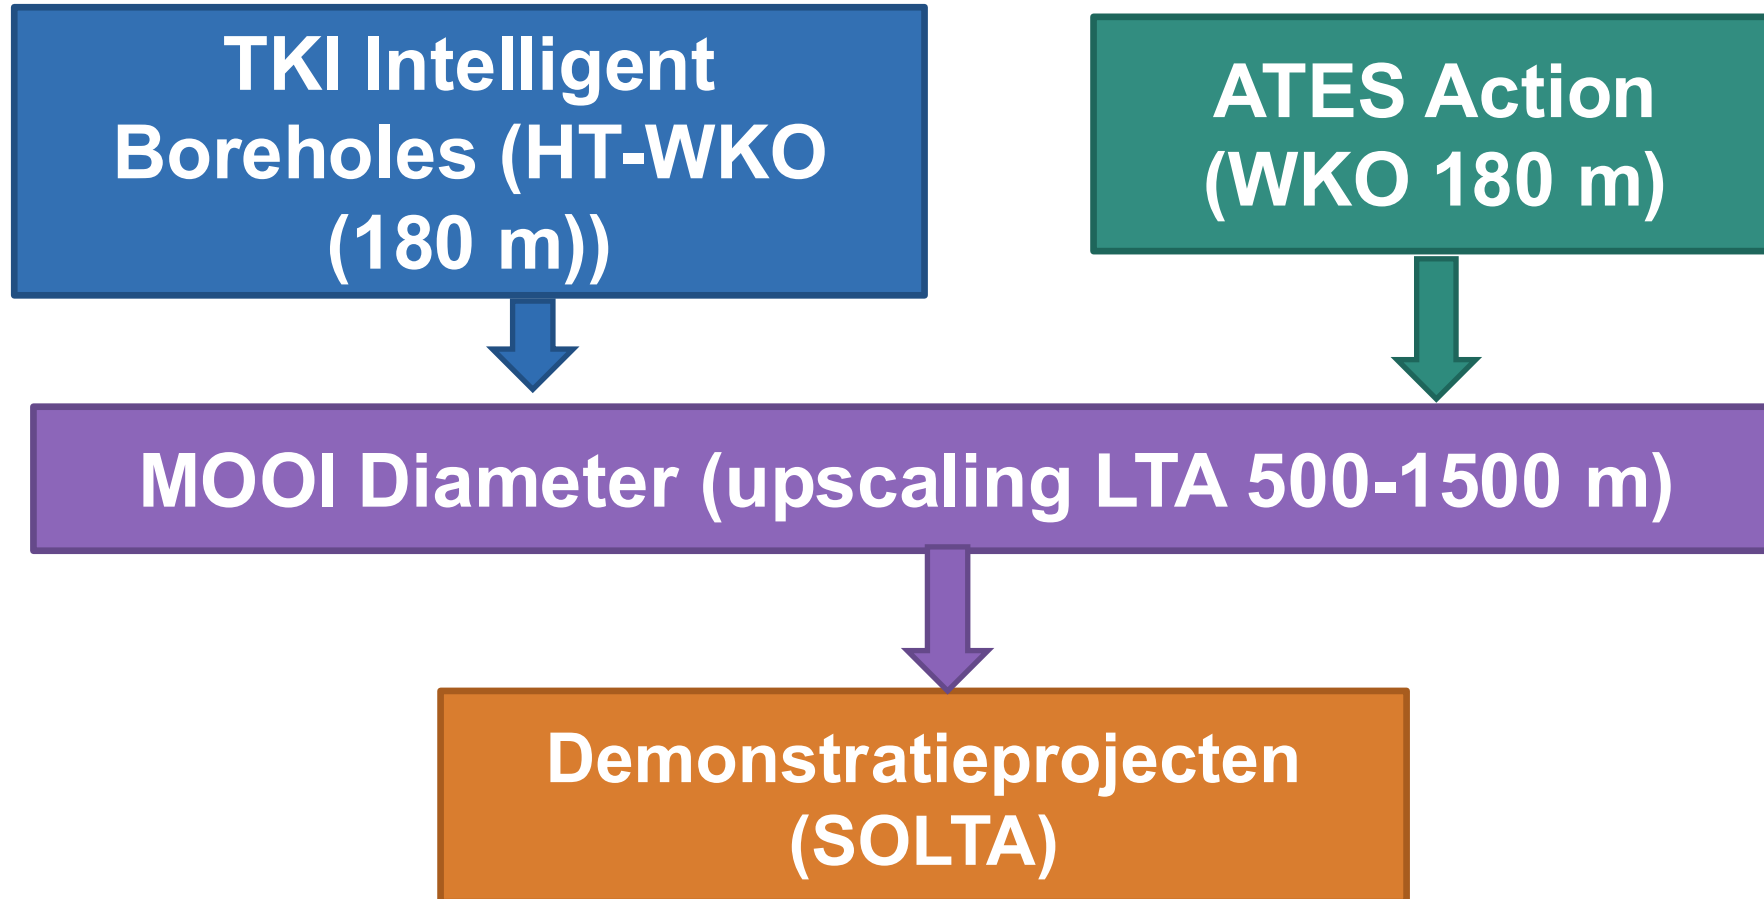 TKI Intelligent
Boreholes (HT-WKO
(180 m))
ATES Action
(WKO 180 m)
MOOI Diameter (upscaling LTA 500-1500 m)
Demonstratieprojecten
(SOLTA)